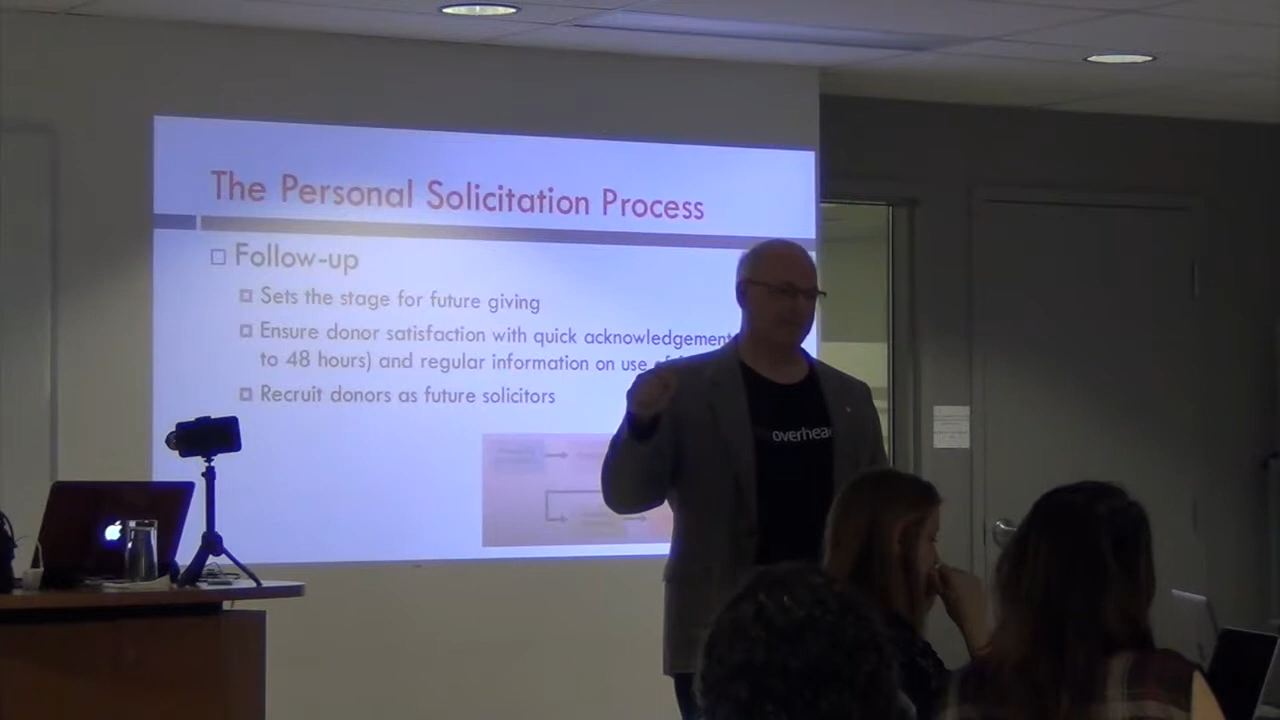 The Personal Solicitation Process
Follow-up
Sets the stage for future giving
Ensure donor satisfaction with quick acknowledgement
to 48 hours) and regular information on use
Recruit donors as future solicitors
overhea